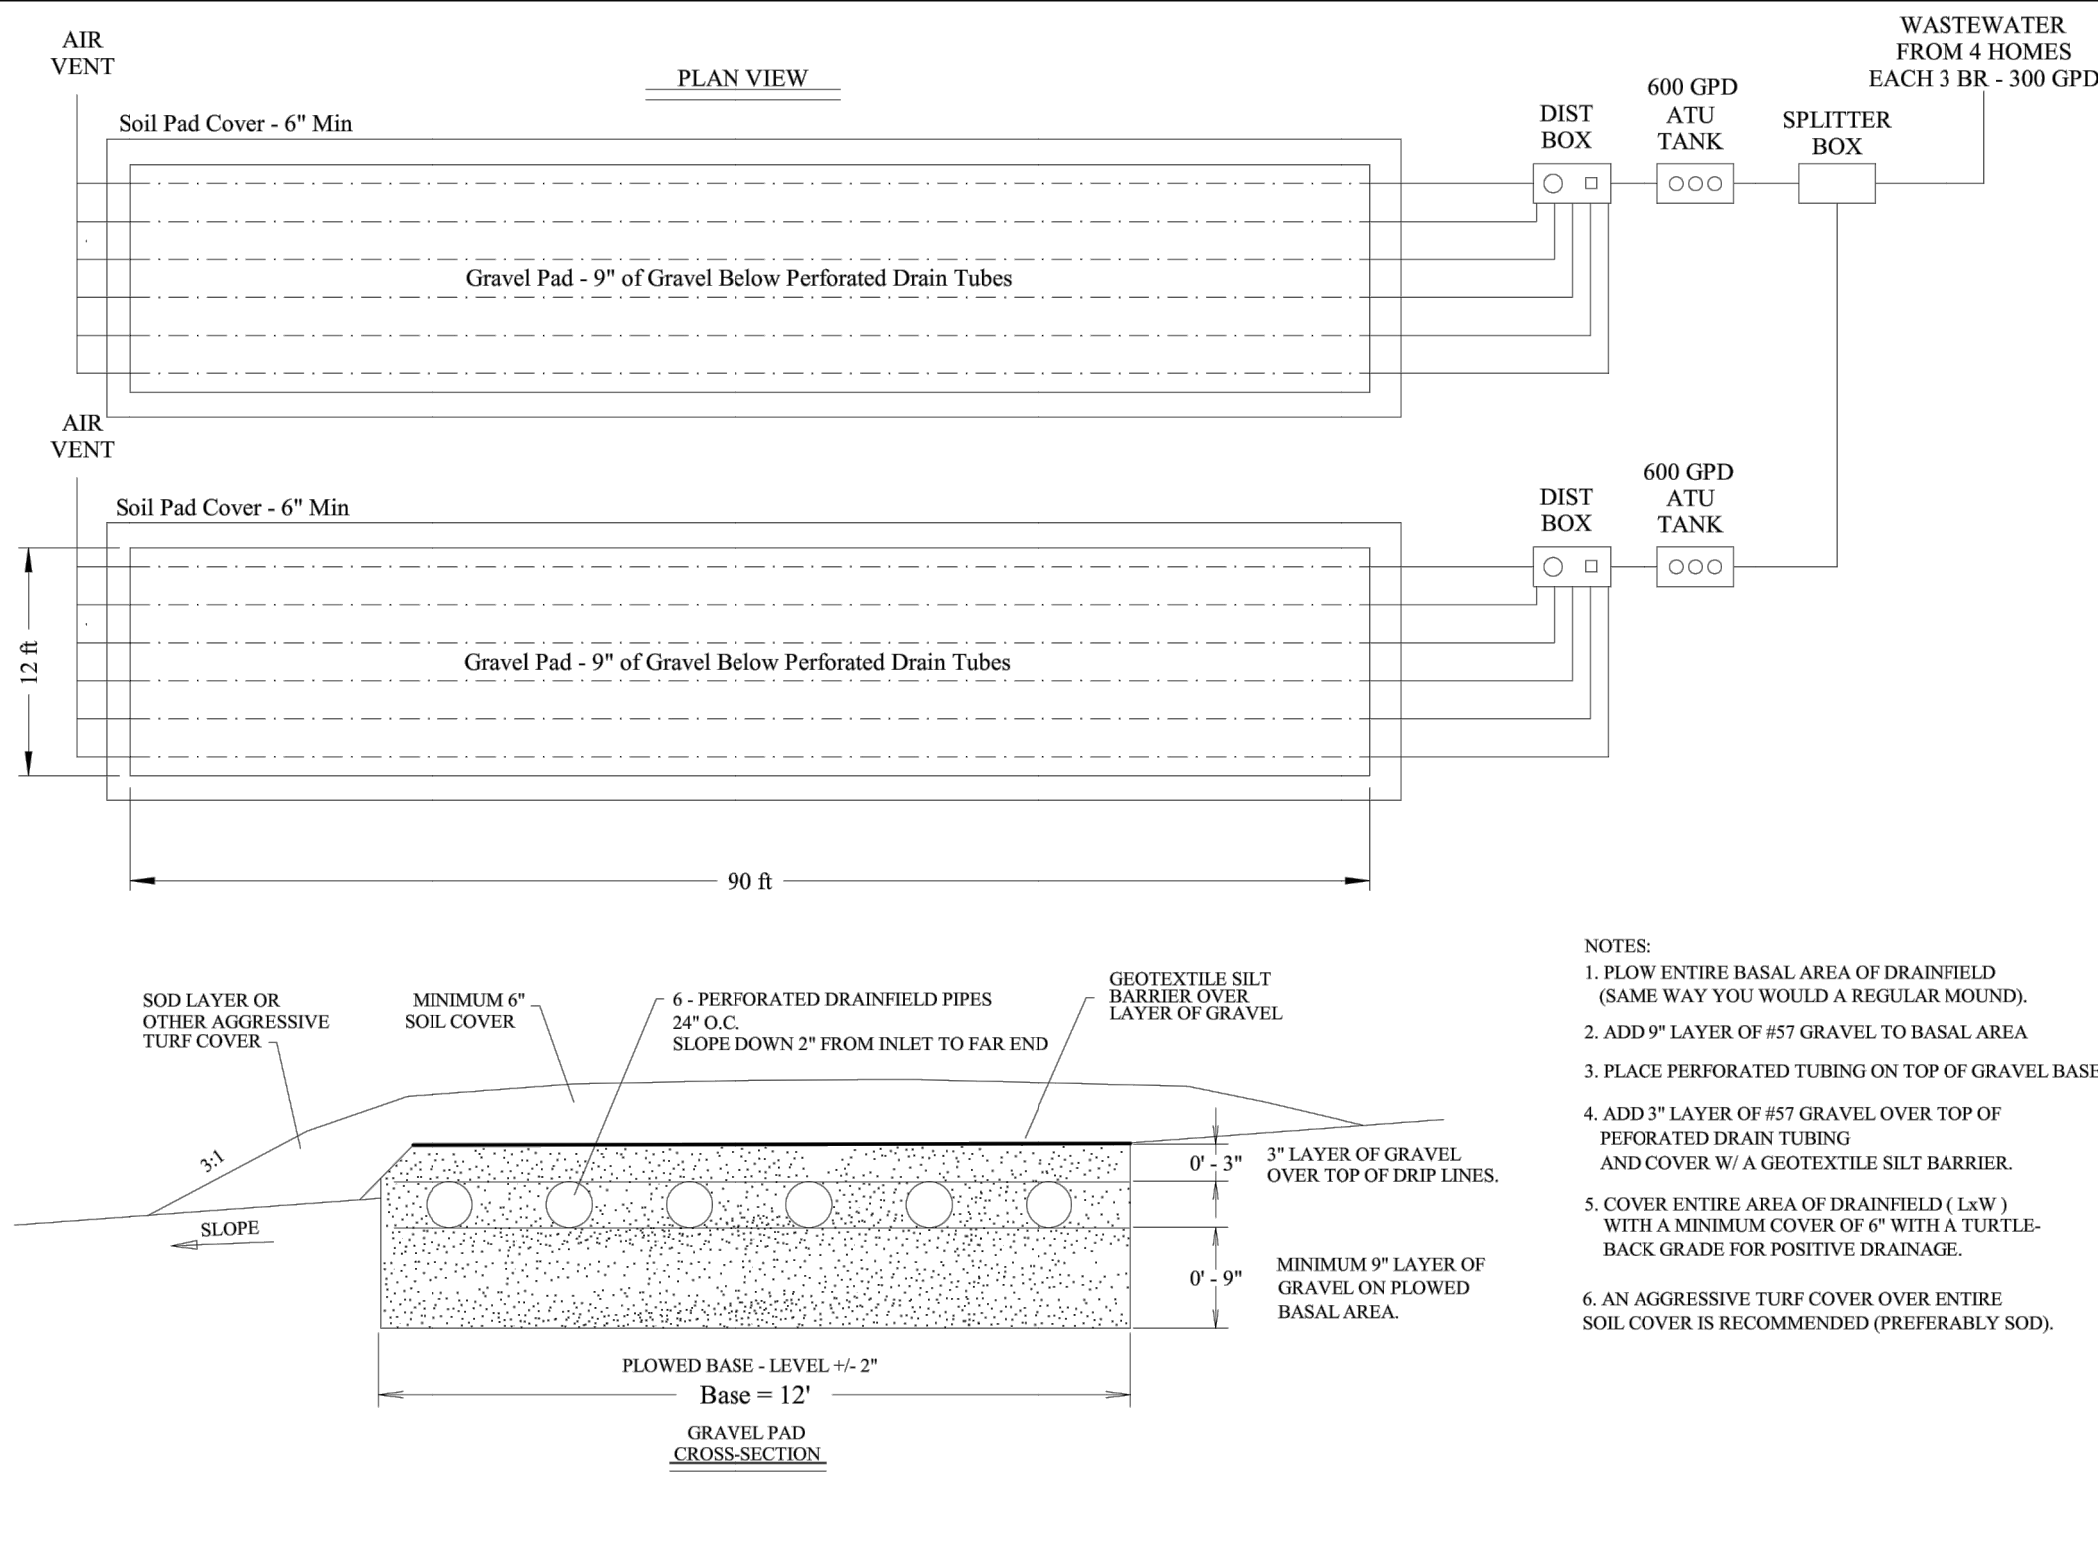 AIR
VENT
PLAN VIEW
WASTEWATER
FROM 4 HOMES
EACH 3 BR - 300 GPD
Soil Pad Cover - 6" Min
DIST
BOX
600 GPD
ATU
TANK
SPLITTER
BOX
Gravel Pad - 9" of Gravel Below Perforated Drain Tubes
AIR
VENT
Soil Pad Cover - 6" Min
DIST
BOX
600 GPD
ATU
TANK
12 ft
Gravel Pad - 9" of Gravel Below Perforated Drain Tubes
90 ft
SOD LAYER OR
OTHER AGGRESSIVE
TURF COVER
MINIMUM 6"
SOIL COVER
6 - PERFORATED DRAINFIELD PIPES
24" O.C.
SLOPE DOWN 2" FROM INLET TO FAR END
GEOTEXTILE SILT
BARRIER OVER
LAYER OF GRAVEL
3:1
SLOPE
0' - 3"
3" LAYER OF GRAVEL
OVER TOP OF DRIP LINES.
0' - 9"
MINIMUM 9" LAYER OF
GRAVEL ON PLOWED
BASAL AREA.
PLOWED BASE - LEVEL +/- 2"
Base = 12'
GRAVEL PAD
CROSS-SECTION
NOTES:
1. PLOW ENTIRE BASAL AREA OF DRAINFIELD
(SAME WAY YOU WOULD A REGULAR MOUND).
2. ADD 9" LAYER OF #57 GRAVEL TO BASAL AREA
3. PLACE PERFORATED TUBING ON TOP OF GRAVEL BASE
4. ADD 3" LAYER OF #57 GRAVEL OVER TOP OF
PEFORATED DRAIN TUBING
AND COVER W/ A GEOTEXTILE SILT BARRIER.
5. COVER ENTIRE AREA OF DRAINFIELD ( LxW )
WITH A MINIMUM COVER OF 6" WITH A TURTLE-
BACK GRADE FOR POSITIVE DRAINAGE.
6. AN AGGRESSIVE TURF COVER OVER ENTIRE
SOIL COVER IS RECOMMENDED (PREFERABLY SOD).